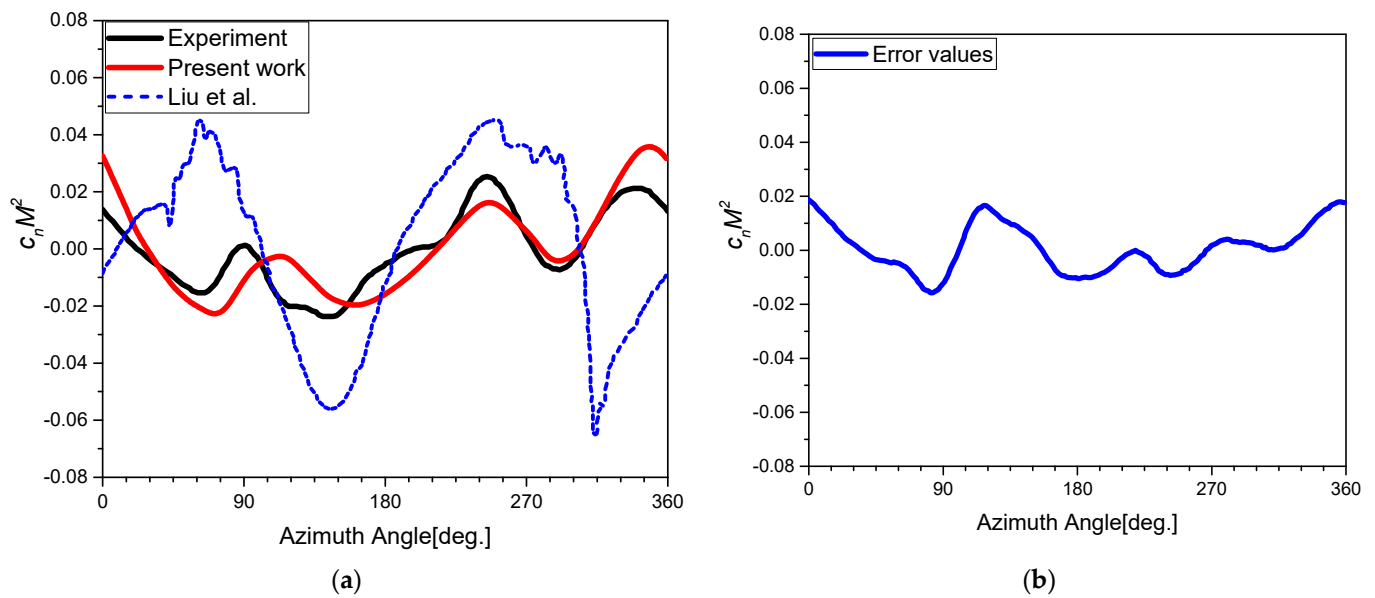 0.08
0.06
0.04
0.02
0.00
-0.02
-0.04
-0.06
-0.08
cₙM²
Experiment
Present work
Liu et al.
0 90 180 270 360
Azimuth Angle[deg.]
(a)
0.08
0.06
0.04
0.02
0.00
-0.02
-0.04
-0.06
-0.08
cₙM²
Error values
0 90 180 270 360
Azimuth Angle[deg.]
(b)